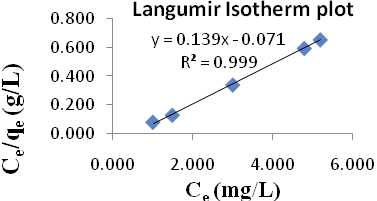 Langumir Isotherm plot
y = 0.139x - 0.071
R² = 0.999
0.800
0.600
0.400
0.200
0.000
Ce/qe (g/L)
0.000 2.000 4.000 6.000
Ce (mg/L)